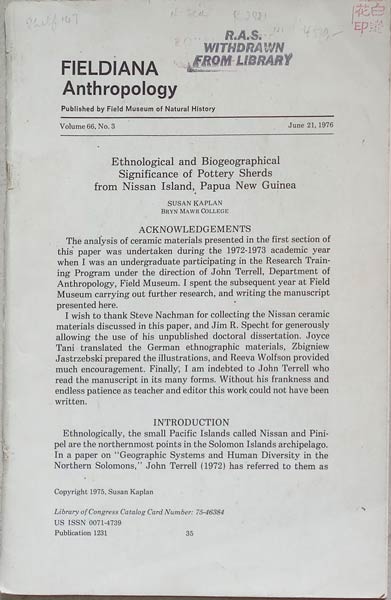 R.A.S.
WITHDRAWN
FROM LIBRARY
FIELDIANA
Anthropology
Published by Field Museum of Natural History
Volume 66, No. 3
June 21, 1976
Ethnological and Biogeographical
Significance of Pottery Sherds
from Nissan Island, Papua New Guinea
SUSAN KAPLAN
BRYN MAWR COLLEGE
ACKNOWLEDGEMENTS
The analysis of ceramic materials presented in the first section of
this paper was undertaken during the 1972-1973 academic year
when I was an undergraduate participating in the Research Train-
ing Program under the direction of John Terrell, Department of
Anthropology, Field Museum. I spent the subsequent year at Field
Museum carrying out further research, and writing the manuscript
presented here.
I wish to thank Steve Nachman for collecting the Nissan ceramic
materials discussed in this paper, and Jim R. Specht for generously
allowing the use of his unpublished doctoral dissertation. Joyce
Tani translated the German ethnographic materials, Zbigniew
Jastrzebski prepared the illustrations, and Reeva Wolfson provided
much encouragement. Finally, I am indebted to John Terrell who
read the manuscript in its many forms. Without his frankness and
endless patience as teacher and editor this work could not have been
written.
INTRODUCTION
Ethnologically, the small Pacific Islands called Nissan and Pini-
pel are the northernmost points in the Solomon Islands archipelago.
In a paper on "Geographic Systems and Human Diversity in the
Northern Solomons," John Terrell (1972) has referred to them as
Copyright 1975, Susan Kaplan
Library of Congress Catalog Card Number: 75-46384
US ISSN 0071-4739
Publication 1231
35